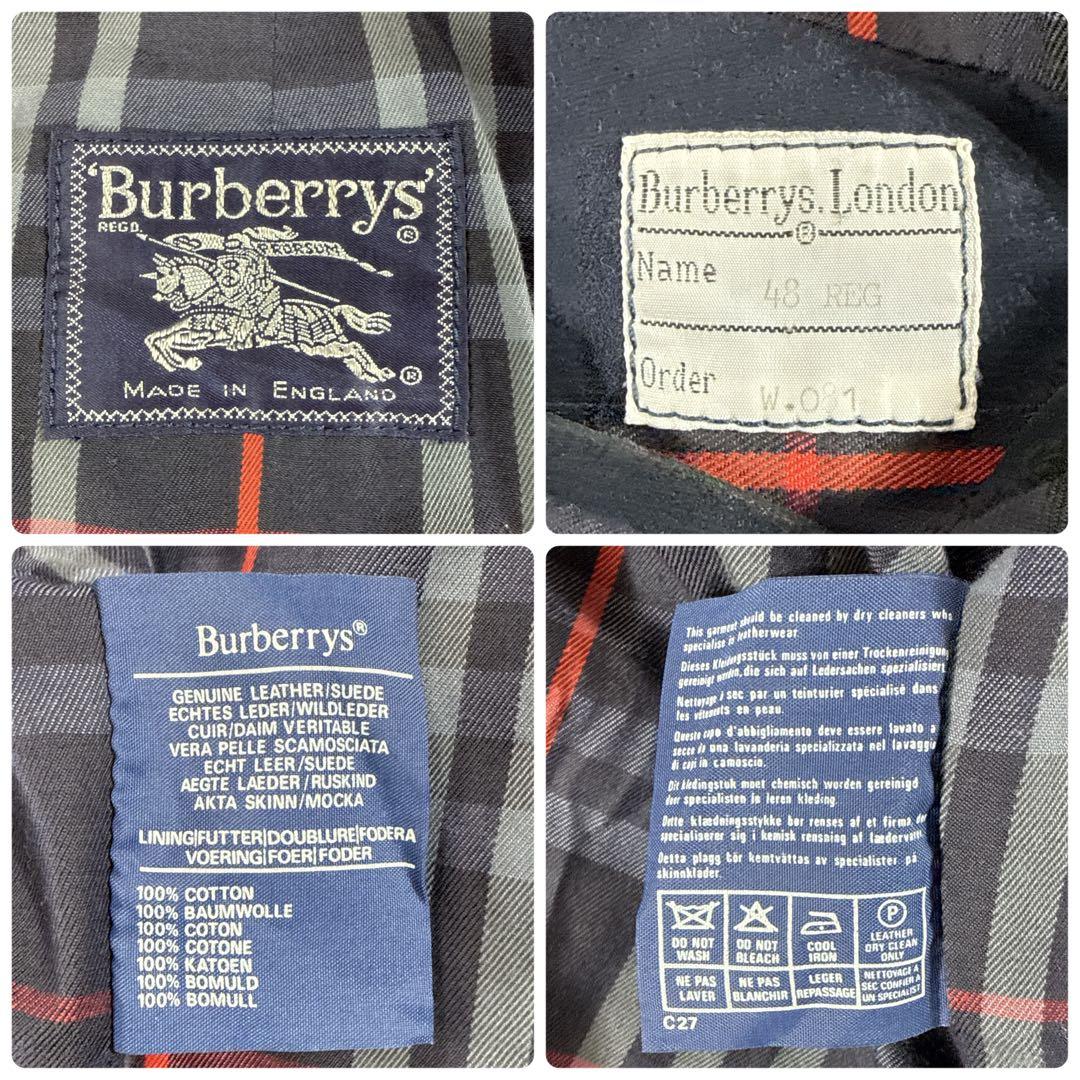 'Burberrys'
REGD.
®
PRORSUM
®
MADE IN ENGLAND
Burberrys.London
®
Name 48 REG
Order W.081
Burberrys®
GENUINE LEATHER/SUEDE
ECHTES LEDER/WILDLEDER
CUIR/DAIM VERITABLE
VERA PELLE SCAMOSCIATA
ECHT LEER/SUEDE
AEGTE LAEDER/RUSKIND
AKTA SKINN/MOCKA
LINING|FUTTER|DOUBLURE|FODERA
VOERING|FOER|FODER
100% COTTON
100% BAUMWOLLE
100% COTON
100% COTONE
100% KATOEN
100% BOMULD
100% BOMULL
This garment should be cleaned by dry cleaners who
specialise in leatherwear.
Dieses Kleidungsstück muss von einer Trockenreinigung
gereinigt werden, die sich auf Ledersachen spezialisiert
Nettoyage à sec par un teinturier spécialisé dans
les vêtements en peau.
Questo capo d'abbigliamento deve essere lavato a
secco da una lavanderia specializzata nel lavaggi
di capi in camoscio.
Dit kledingstuk moet chemisch worden gereinigd
door specialisten in leren kleding.
Dette klædningsstykke bør renses af et firma, de
specialiserer sig i kemisk rensning af lædervarer.
Detta plagg bör kemtvättas av specialister på
skinnkläder.
P
DO NOT
WASH
DO NOT
BLEACH
COOL
IRON
LEATHER
DRY CLEAN
ONLY
NE PAS
LAVER
NE PAS
BLANCHIR
LEGER
REPASSAGE
NETTOYAGE A
SEC CONFIER A
UN SPECIALIST
C27